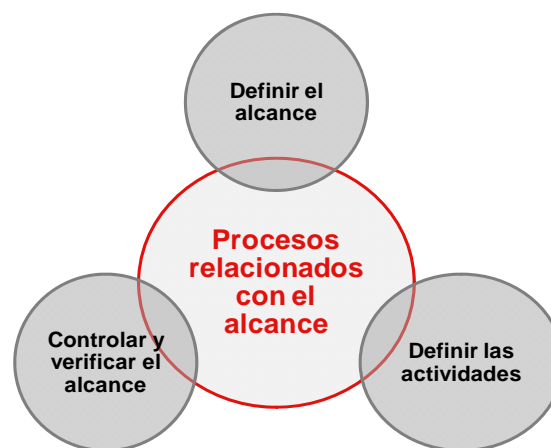 Definir el
alcance
Procesos
relacionados
con el
alcance
Controlar y
verificar el
alcance
Definir las
actividades